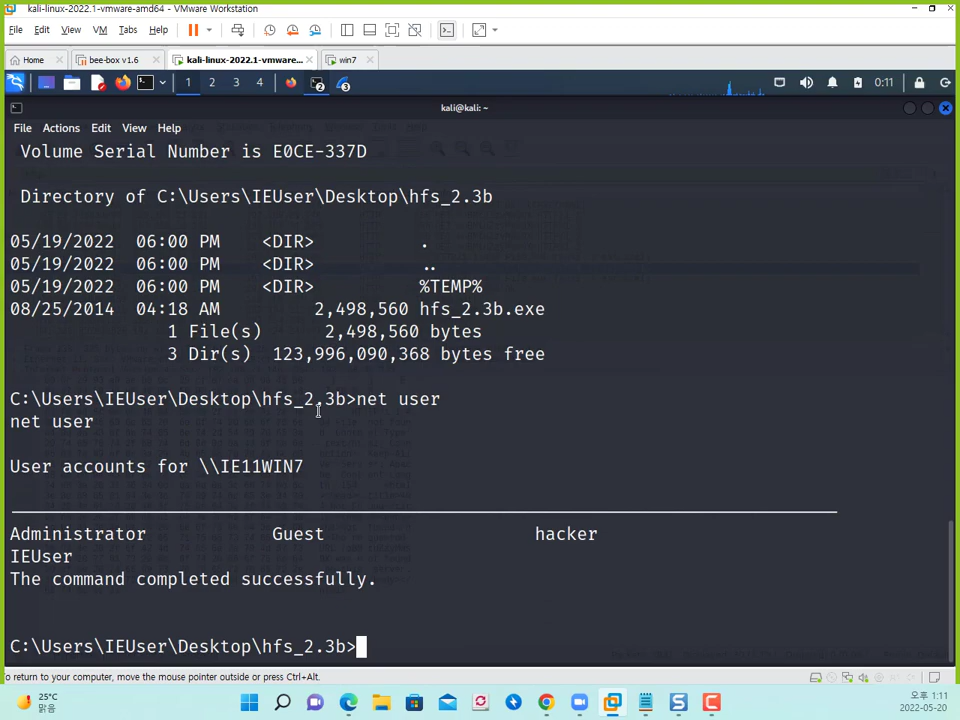 kali-linux-2022.1-vmware-amd64 - VMware Workstation
File Edit View VM Tabs Help
Home bee-box v1.6 kali-linux-2022.1-vmware... win7
1 2 3 4 2 3 0:11
kali@kali: ~
File Actions Edit View Help
Volume Serial Number is E0CE-337D
Directory of C:\Users\IEUser\Desktop\hfs_2.3b
05/19/2022 06:00 PM <DIR> .
05/19/2022 06:00 PM <DIR> ..
05/19/2022 06:00 PM <DIR> %TEMP%
08/25/2014 04:18 AM 2,498,560 hfs_2.3b.exe
1 File(s) 2,498,560 bytes
3 Dir(s) 123,996,090,368 bytes free
C:\Users\IEUser\Desktop\hfs_2.3b>net user
net user
User accounts for \\IE11WIN7
Administrator Guest hacker
IEUser
The command completed successfully.
C:\Users\IEUser\Desktop\hfs_2.3b>
o return to your computer, move the mouse pointer outside or press Ctrl+Alt.
25°C
맑음
오후 1:11
2022-05-20